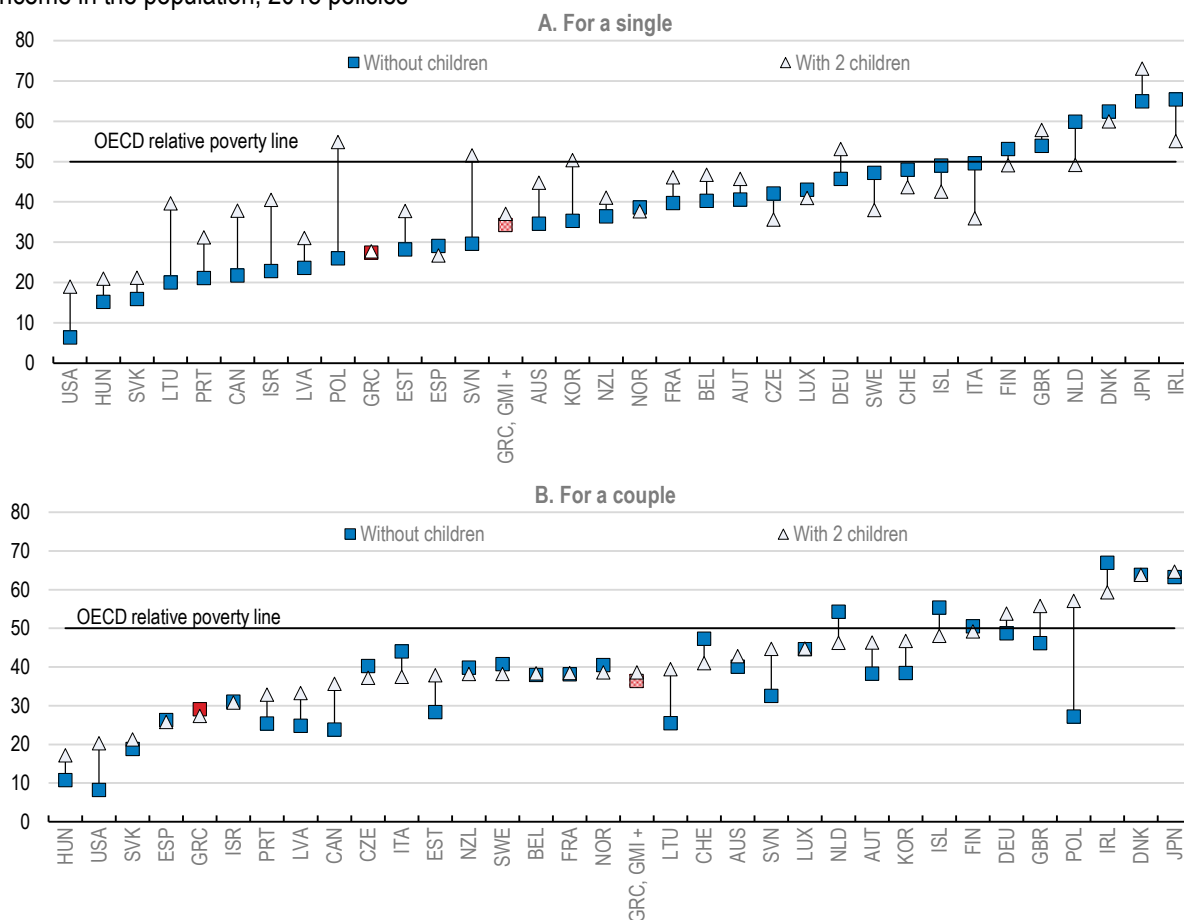 income in the population, policies
A. For a single
80
70
60
50
40
30
20
10
0
Without children
With 2 children
OECD relative poverty line
USA
HUN
SVK
LTU
PRT
CAN
ISR
LVA
POL
GRC
EST
ESP
SVN
GRC, GMI +
AUS
KOR
NZL
NOR
FRA
BEL
AUT
CZE
LUX
DEU
SWE
CHE
ISL
ITA
FIN
GBR
NLD
DNK
JPN
IRL
B. For a couple
80
70
60
50
40
30
20
10
0
Without children
With 2 children
OECD relative poverty line
HUN
USA
SVK
ESP
GRC
ISR
PRT
LVA
CAN
CZE
ITA
EST
NZL
SWE
BEL
FRA
NOR
GRC, GMI +
LTU
CHE
AUS
SVN
LUX
NLD
AUT
KOR
ISL
FIN
DEU
GBR
POL
IRL
DNK
JPN